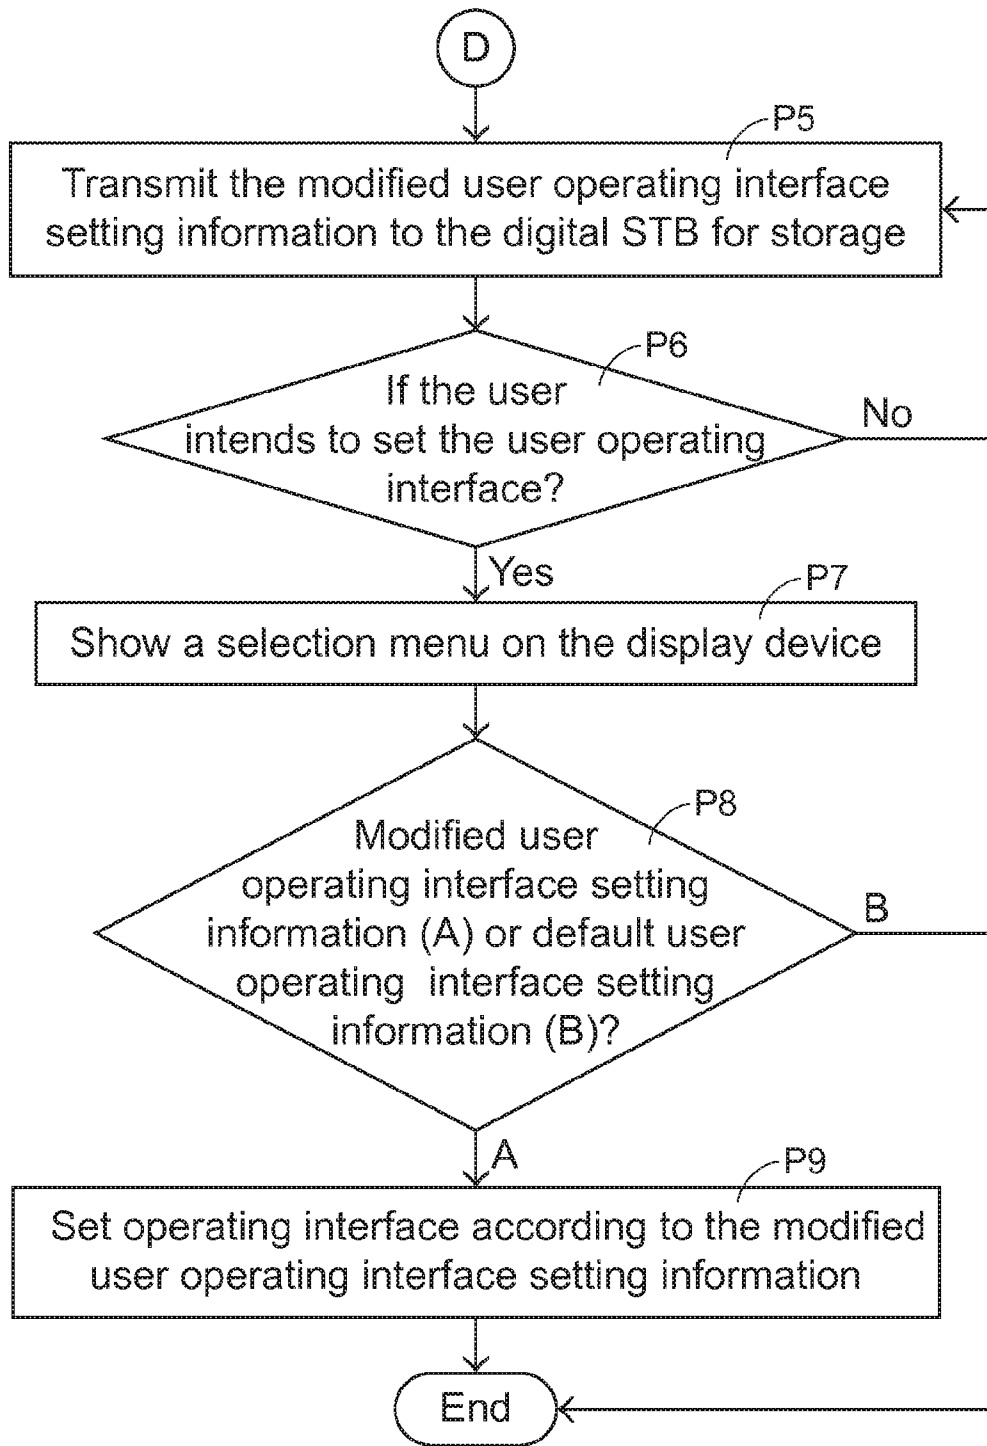 D
P5
Transmit the modified user operating interface
setting information to the digital STB for storage
P6
If the user
intends to set the user operating
interface?
No
Yes
P7
Show a selection menu on the display device
P8
Modified user
operating interface setting
information (A) or default user
operating interface setting
information (B)?
B
A
P9
Set operating interface according to the modified
user operating interface setting information
End